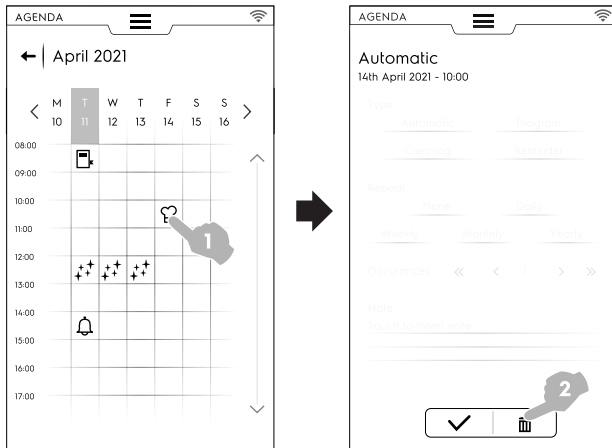 AGENDA
April 2021
M T W T F S S
10 11 12 13 14 15 16
08:00
09:00
10:00
11:00
12:00
13:00
14:00
15:00
16:00
17:00
1
AGENDA
Automatic
14th April 2021 - 10:00
Type
Automatic Program
Cleaning Reminder
Repeat
None Daily
Weekly Monthly Yearly
Occurances
Note
Touch to insert note
2